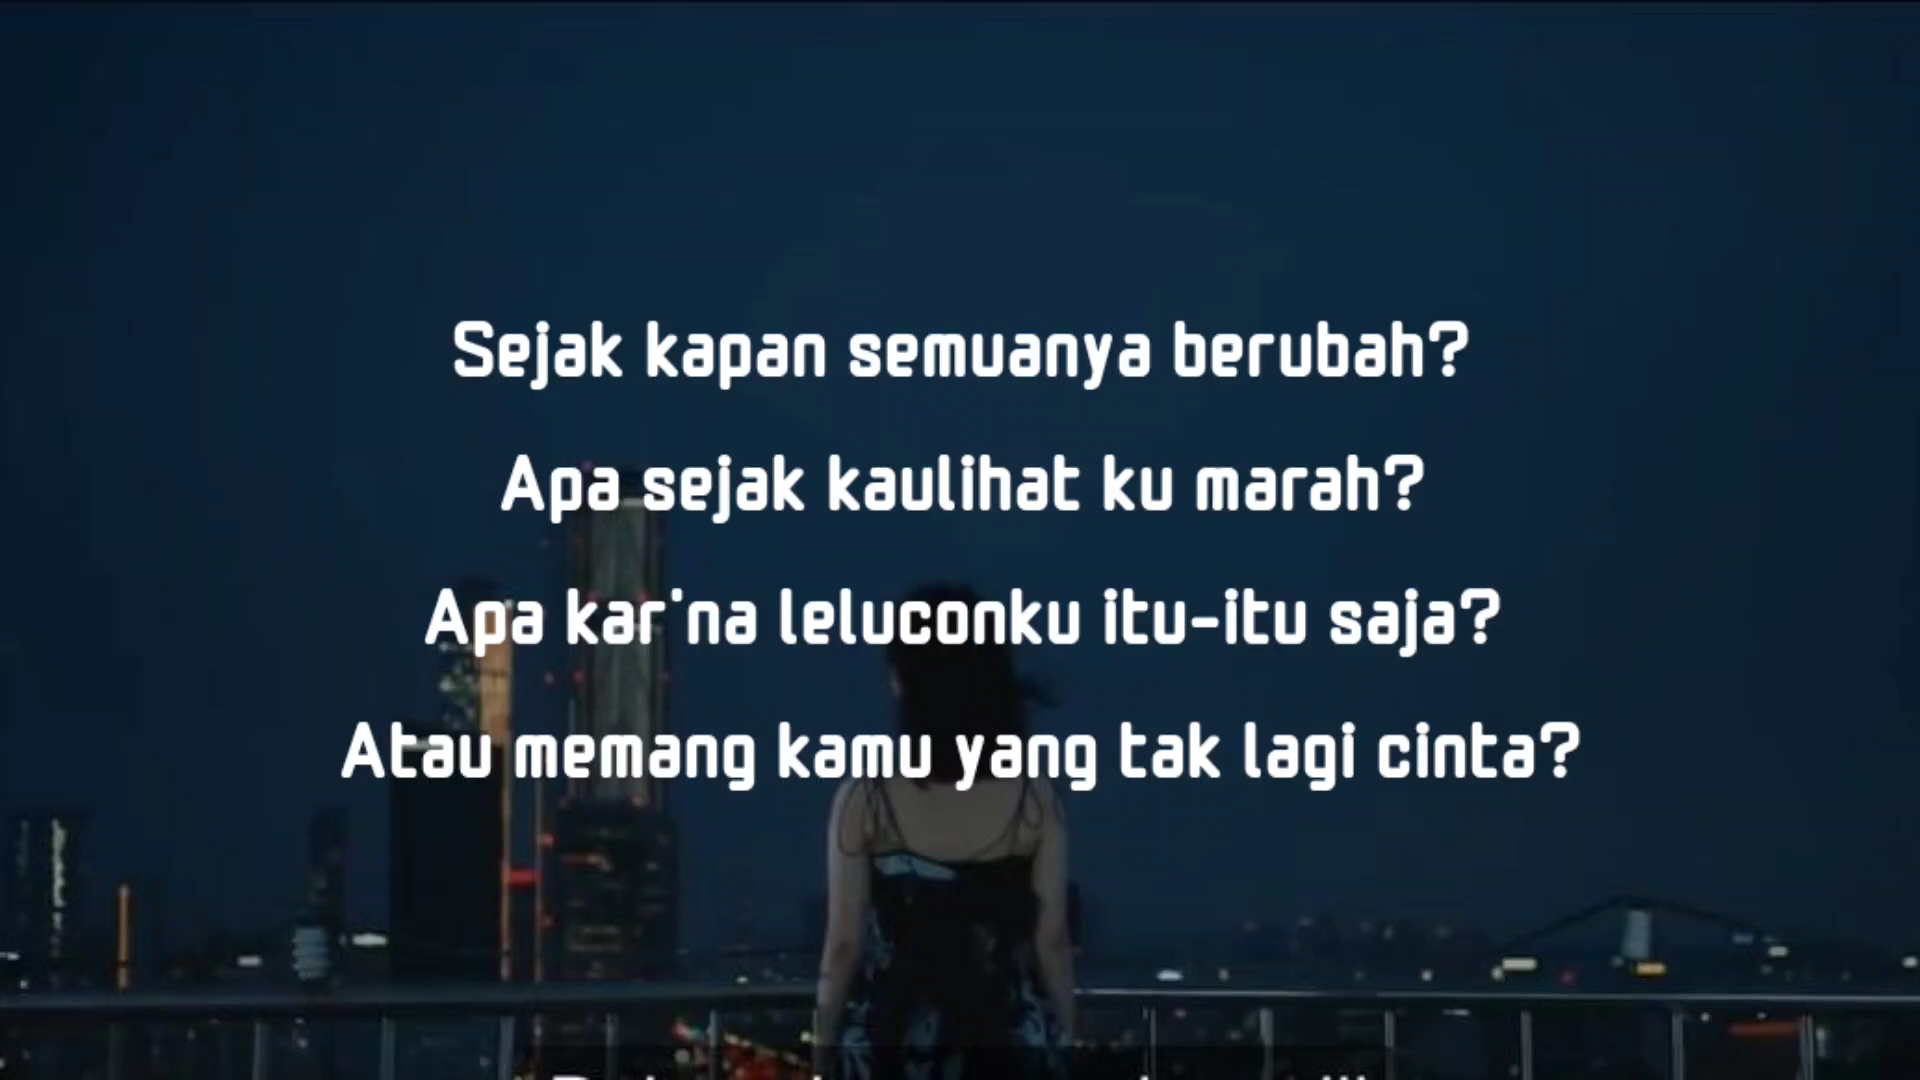 Sejak kapan semuanya berubah?
Apa sejak kaulihat ku marah?
Apa kar'na leluconku itu-itu saja?
Atau memang kamu yang tak lagi cinta?